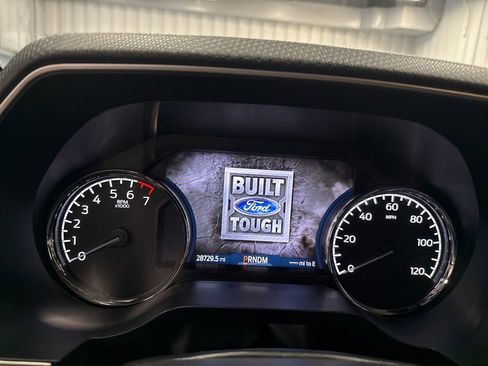 BUILT
Ford
TOUGH
28729.5 mi
PRNDM
---- mi to E
0 1 2 3 4 5 6 7
RPM
x1000
0 20 40 60 80 100 120
MPH